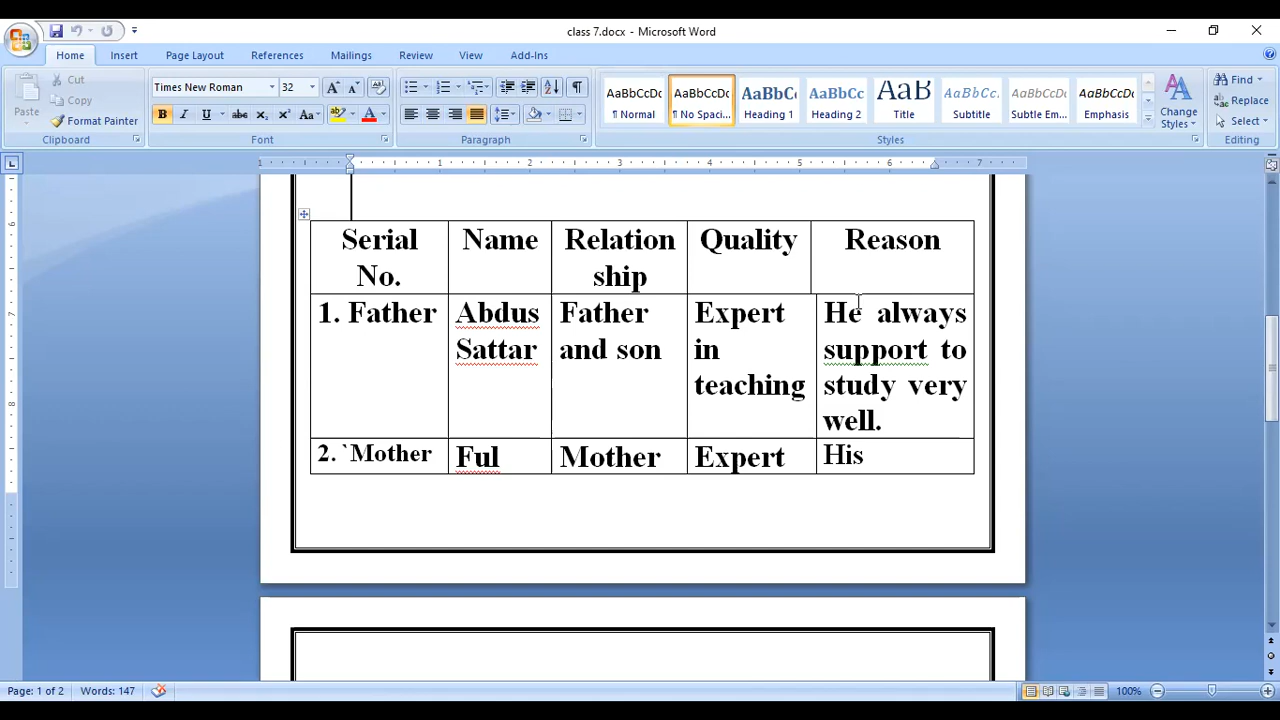 class 7.docx - Microsoft Word
Home Insert Page Layout References Mailings Review View Add-Ins
Cut
Copy
Format Painter
Paste
Clipboard
Times New Roman 32
Font
Paragraph
AaBbCcDc AaBbCcDc AaBbC AaBbCc AaB AaBbCc. AaBbCcDc AaBbCcDc
¶ Normal ¶ No Spaci... Heading 1 Heading 2 Title Subtitle Subtle Em... Emphasis
Change
Styles
Styles
Find
Replace
Select
Editing
Serial
No.
Name
Relation
ship
Quality
Reason
1. Father
Abdus
Sattar
Father
and son
Expert
in
teaching
He always
support to
study very
well.
2. `Mother
Ful
Mother
Expert
His
Page: 1 of 2 Words: 147
100%